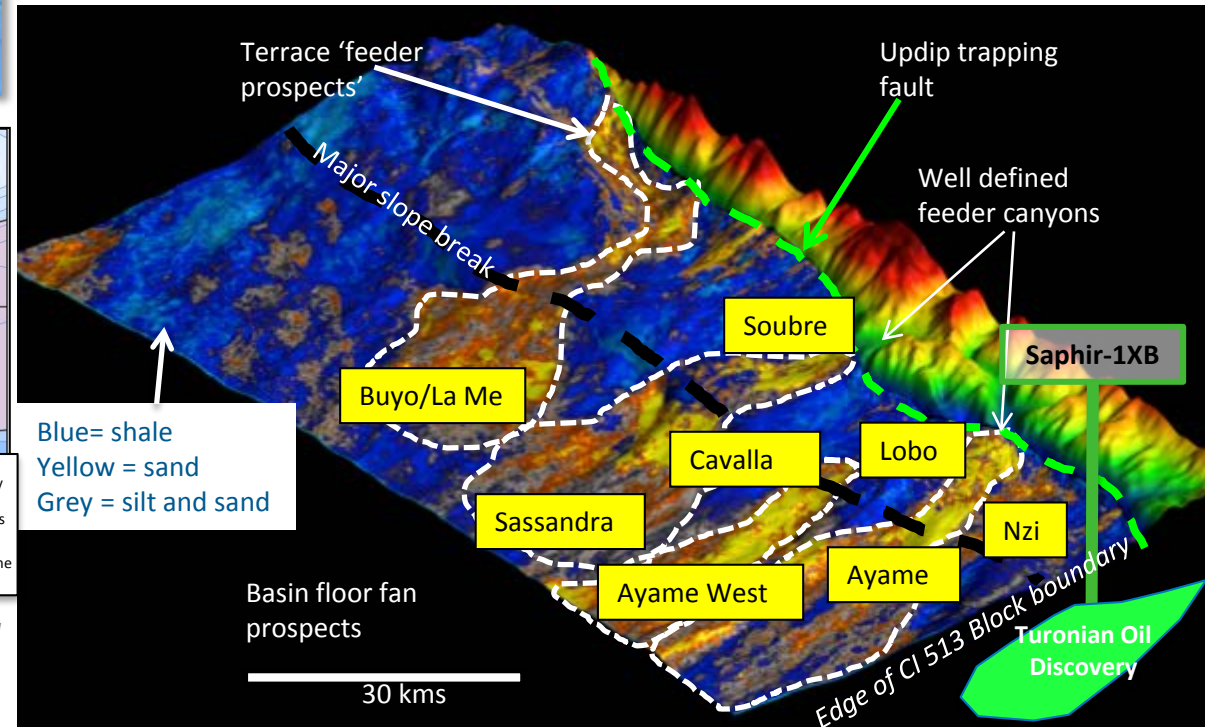 Terrace 'feeder
prospects'
Updip trapping
fault
Major slope break
Well defined
feeder canyons
Soubre
Saphir-1XB
Buyo/La Me
Blue= shale
Yellow = sand
Grey = silt and sand
Cavalla
Lobo
Sassandra
Nzi
Ayame West
Ayame
Basin floor fan
prospects
30 kms
Edge of CI 513 Block boundary
Turonian Oil
Discovery